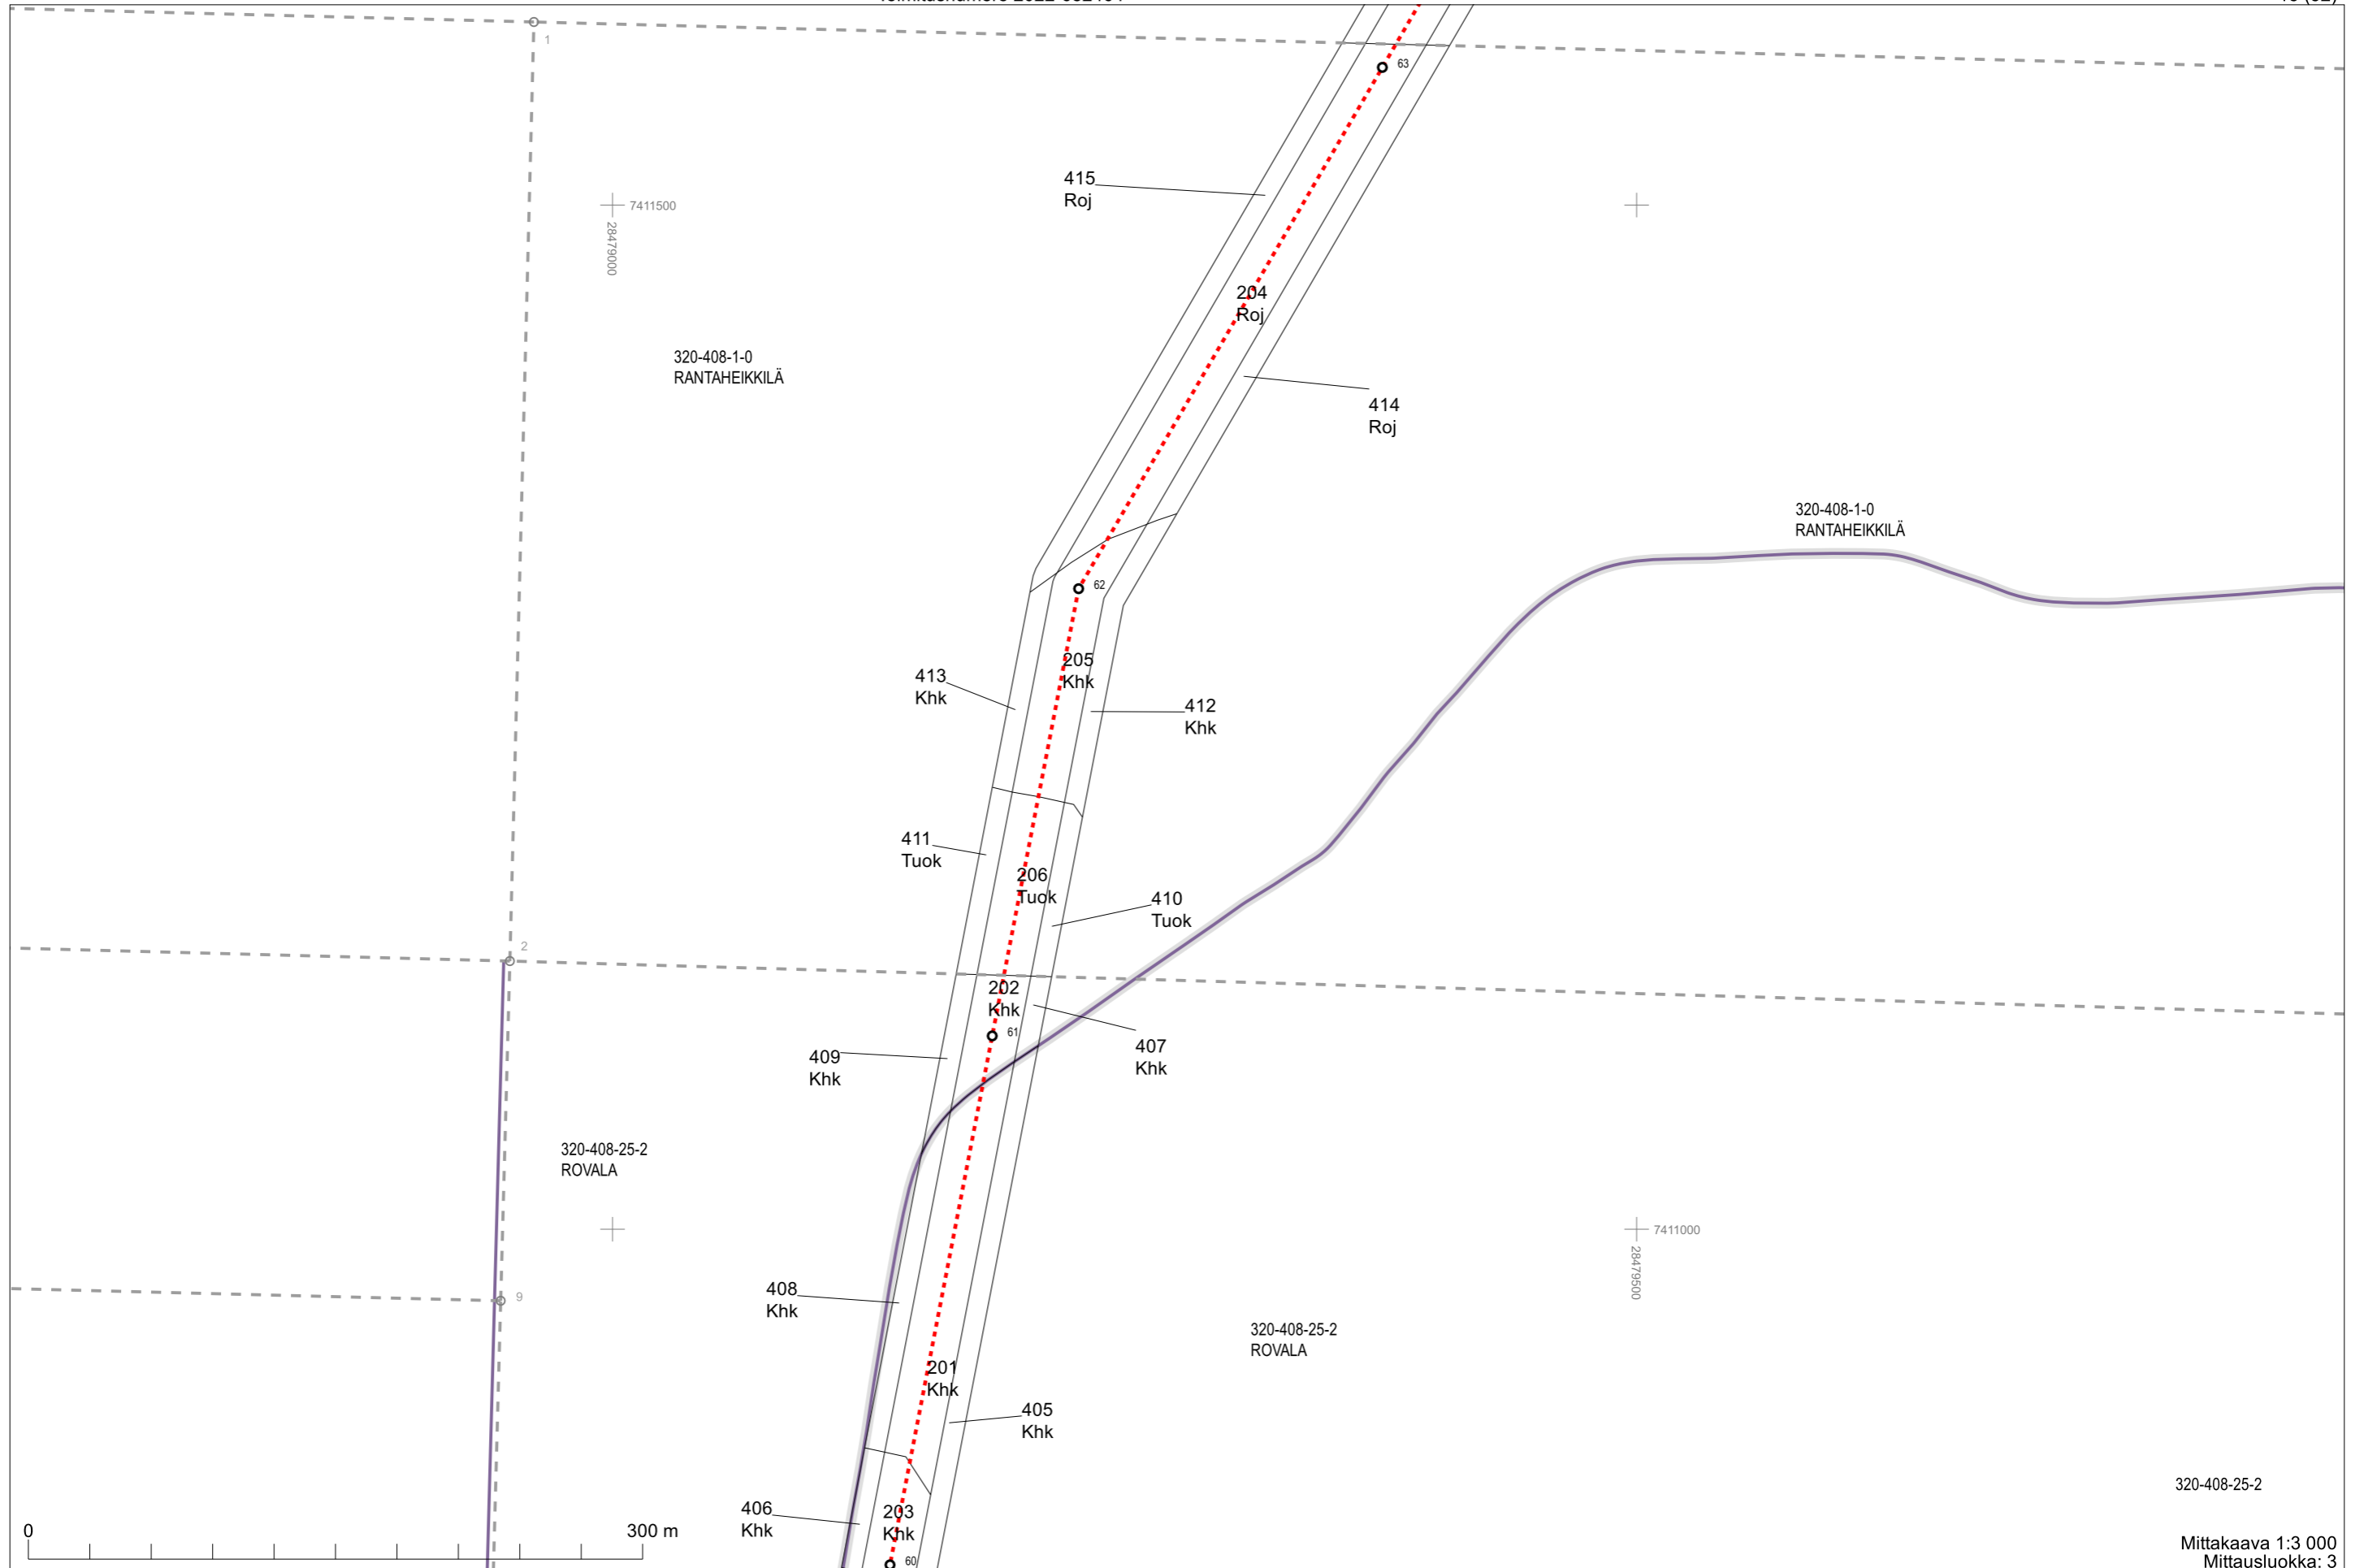 1
63
415
Roj
7411500
28479000
204
Roj
320-408-1-0
RANTAHEIKKILÄ
414
Roj
320-408-1-0
RANTAHEIKKILÄ
62
205
Khk
413
Khk
412
Khk
411
Tuok
206
Tuok
410
Tuok
2
202
Khk
61
407
Khk
409
Khk
320-408-25-2
ROVALA
7411000
28479500
408
Khk
9
320-408-25-2
ROVALA
201
Khk
405
Khk
320-408-25-2
406
Khk
203
Khk
60
0
300 m
Mittakaava 1:3 000
Mittausluokka: 3